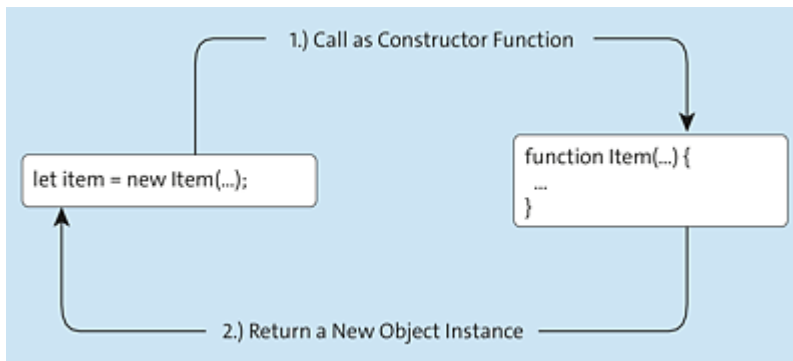 1.) Call as Constructor Function
let item = new Item(...);
function Item(...) {
...
}
2.) Return a New Object Instance